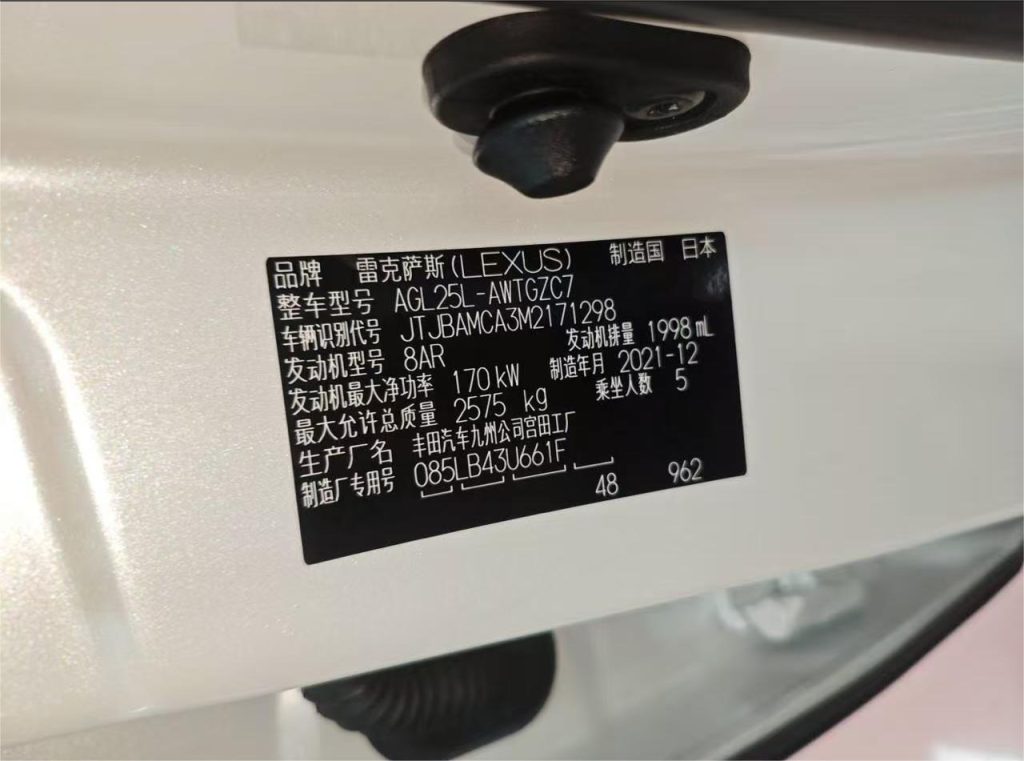 品牌 雷克萨斯(LEXUS) 制造国 日本
整车型号 AGL25L-AWTGZC7
车辆识别代号 JTJBAMCA3M2171298
发动机型号 8AR 发动机排量 1998 mL
发动机最大净功率 170 kW 制造年月 2021-12
最大允许总质量 2575 kg 乘坐人数 5
生产厂名 丰田汽车九州公司宫田工厂
制造厂专用号 085LB43U661F
48 962